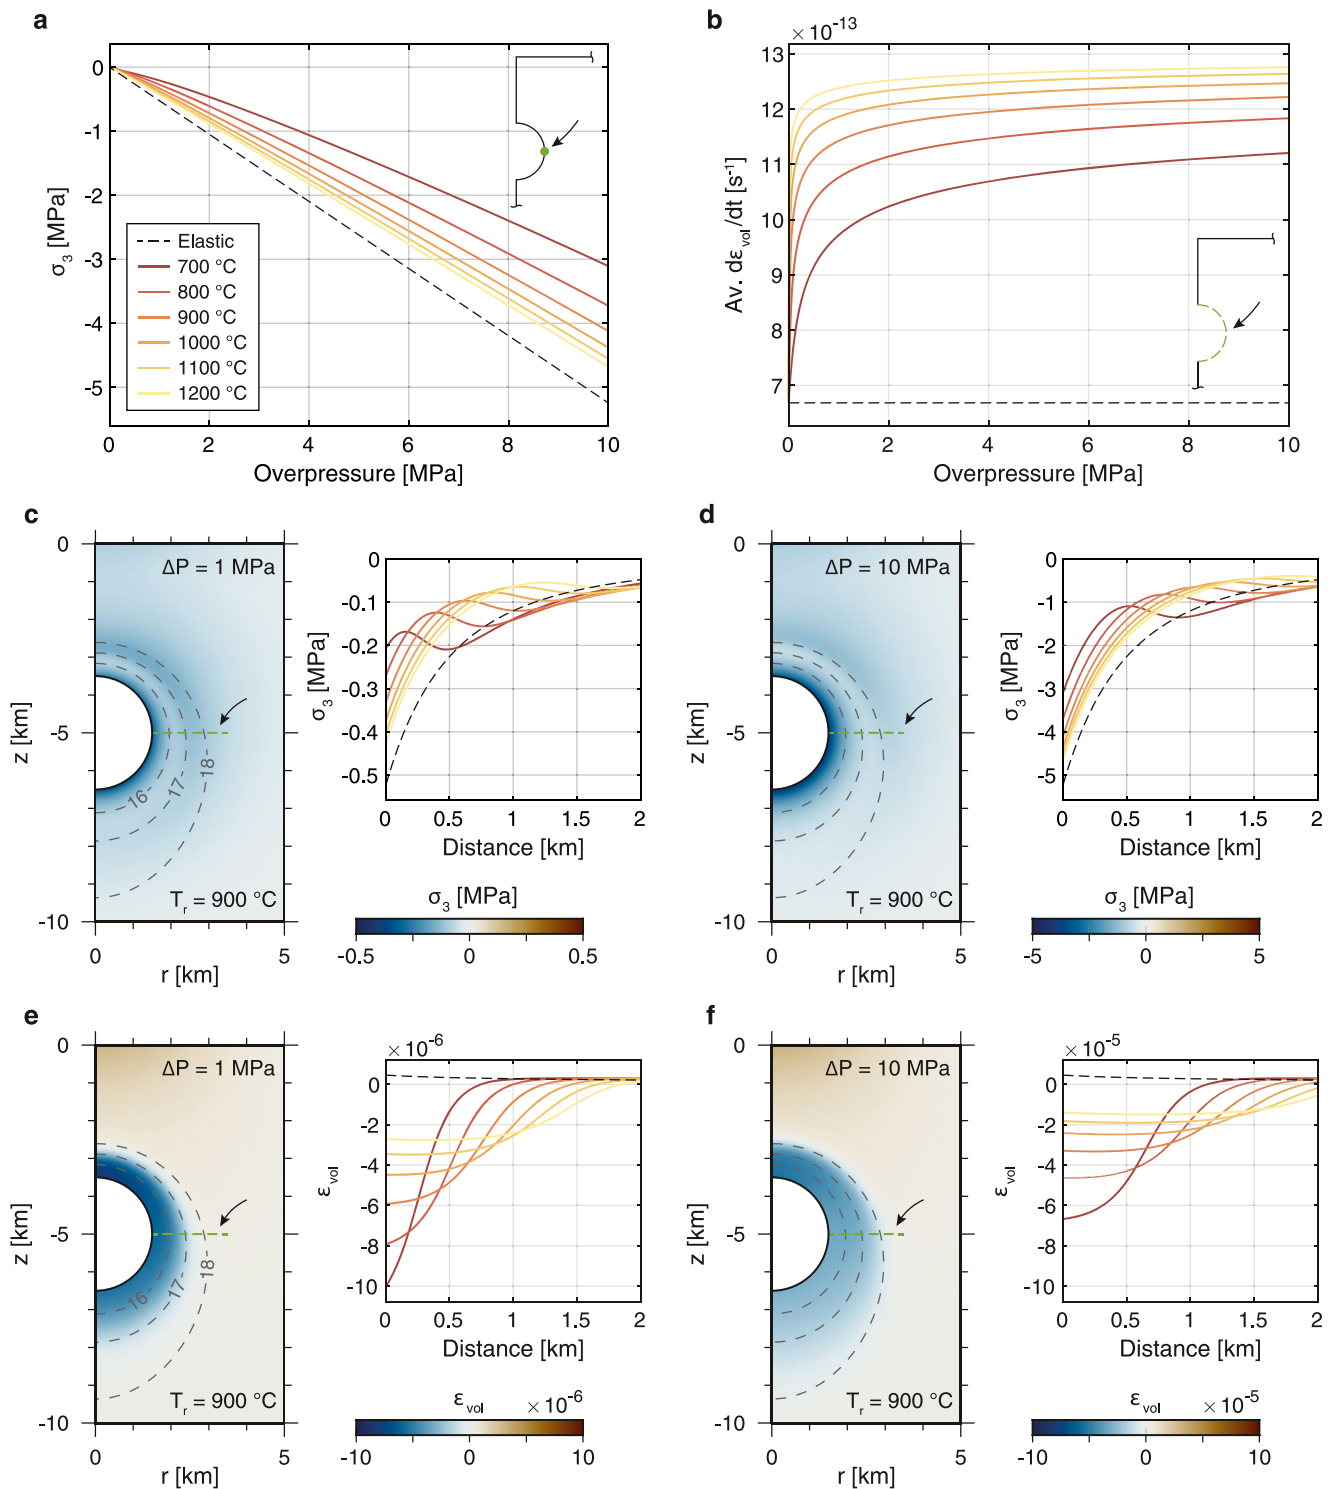 a
0
-1
-2
-3
-4
-5
σ3 [MPa]
Elastic
700 °C
800 °C
900 °C
1000 °C
1100 °C
1200 °C
0 2 4 6 8 10
Overpressure [MPa]
b
× 10-13
13
12
11
10
9
8
7
Av. dεvol/dt [s-1]
0 2 4 6 8 10
Overpressure [MPa]
c
0
-5
-10
z [km]
ΔP = 1 MPa
16
17
18
Tr = 900 °C
0 5
r [km]
0
-0.1
-0.2
-0.3
-0.4
-0.5
σ3 [MPa]
0 0.5 1 1.5 2
Distance [km]
σ3 [MPa]
-0.5 0 0.5
d
0
-5
-10
z [km]
ΔP = 10 MPa
Tr = 900 °C
0 5
r [km]
0
-1
-2
-3
-4
-5
σ3 [MPa]
0 0.5 1 1.5 2
Distance [km]
σ3 [MPa]
-5 0 5
e
0
-5
-10
z [km]
ΔP = 1 MPa
16
17
18
Tr = 900 °C
0 5
r [km]
× 10-6
0
-2
-4
-6
-8
-10
εvol
0 0.5 1 1.5 2
Distance [km]
εvol × 10-6
-10 0 10
f
0
-5
-10
z [km]
ΔP = 10 MPa
Tr = 900 °C
0 5
r [km]
× 10-5
0
-2
-4
-6
-8
-10
εvol
0 0.5 1 1.5 2
Distance [km]
εvol × 10-5
-10 0 10